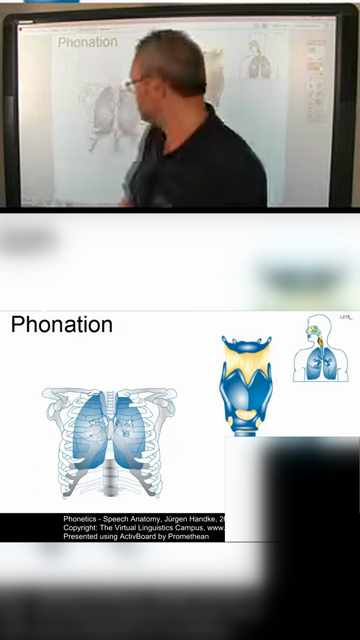 Phonation
Phonation
Phonetics - Speech Anatomy, Jürgen Handke, 2
Copyright: The Virtual Linguistics Campus, www.
Presented using ActivBoard by Promethean